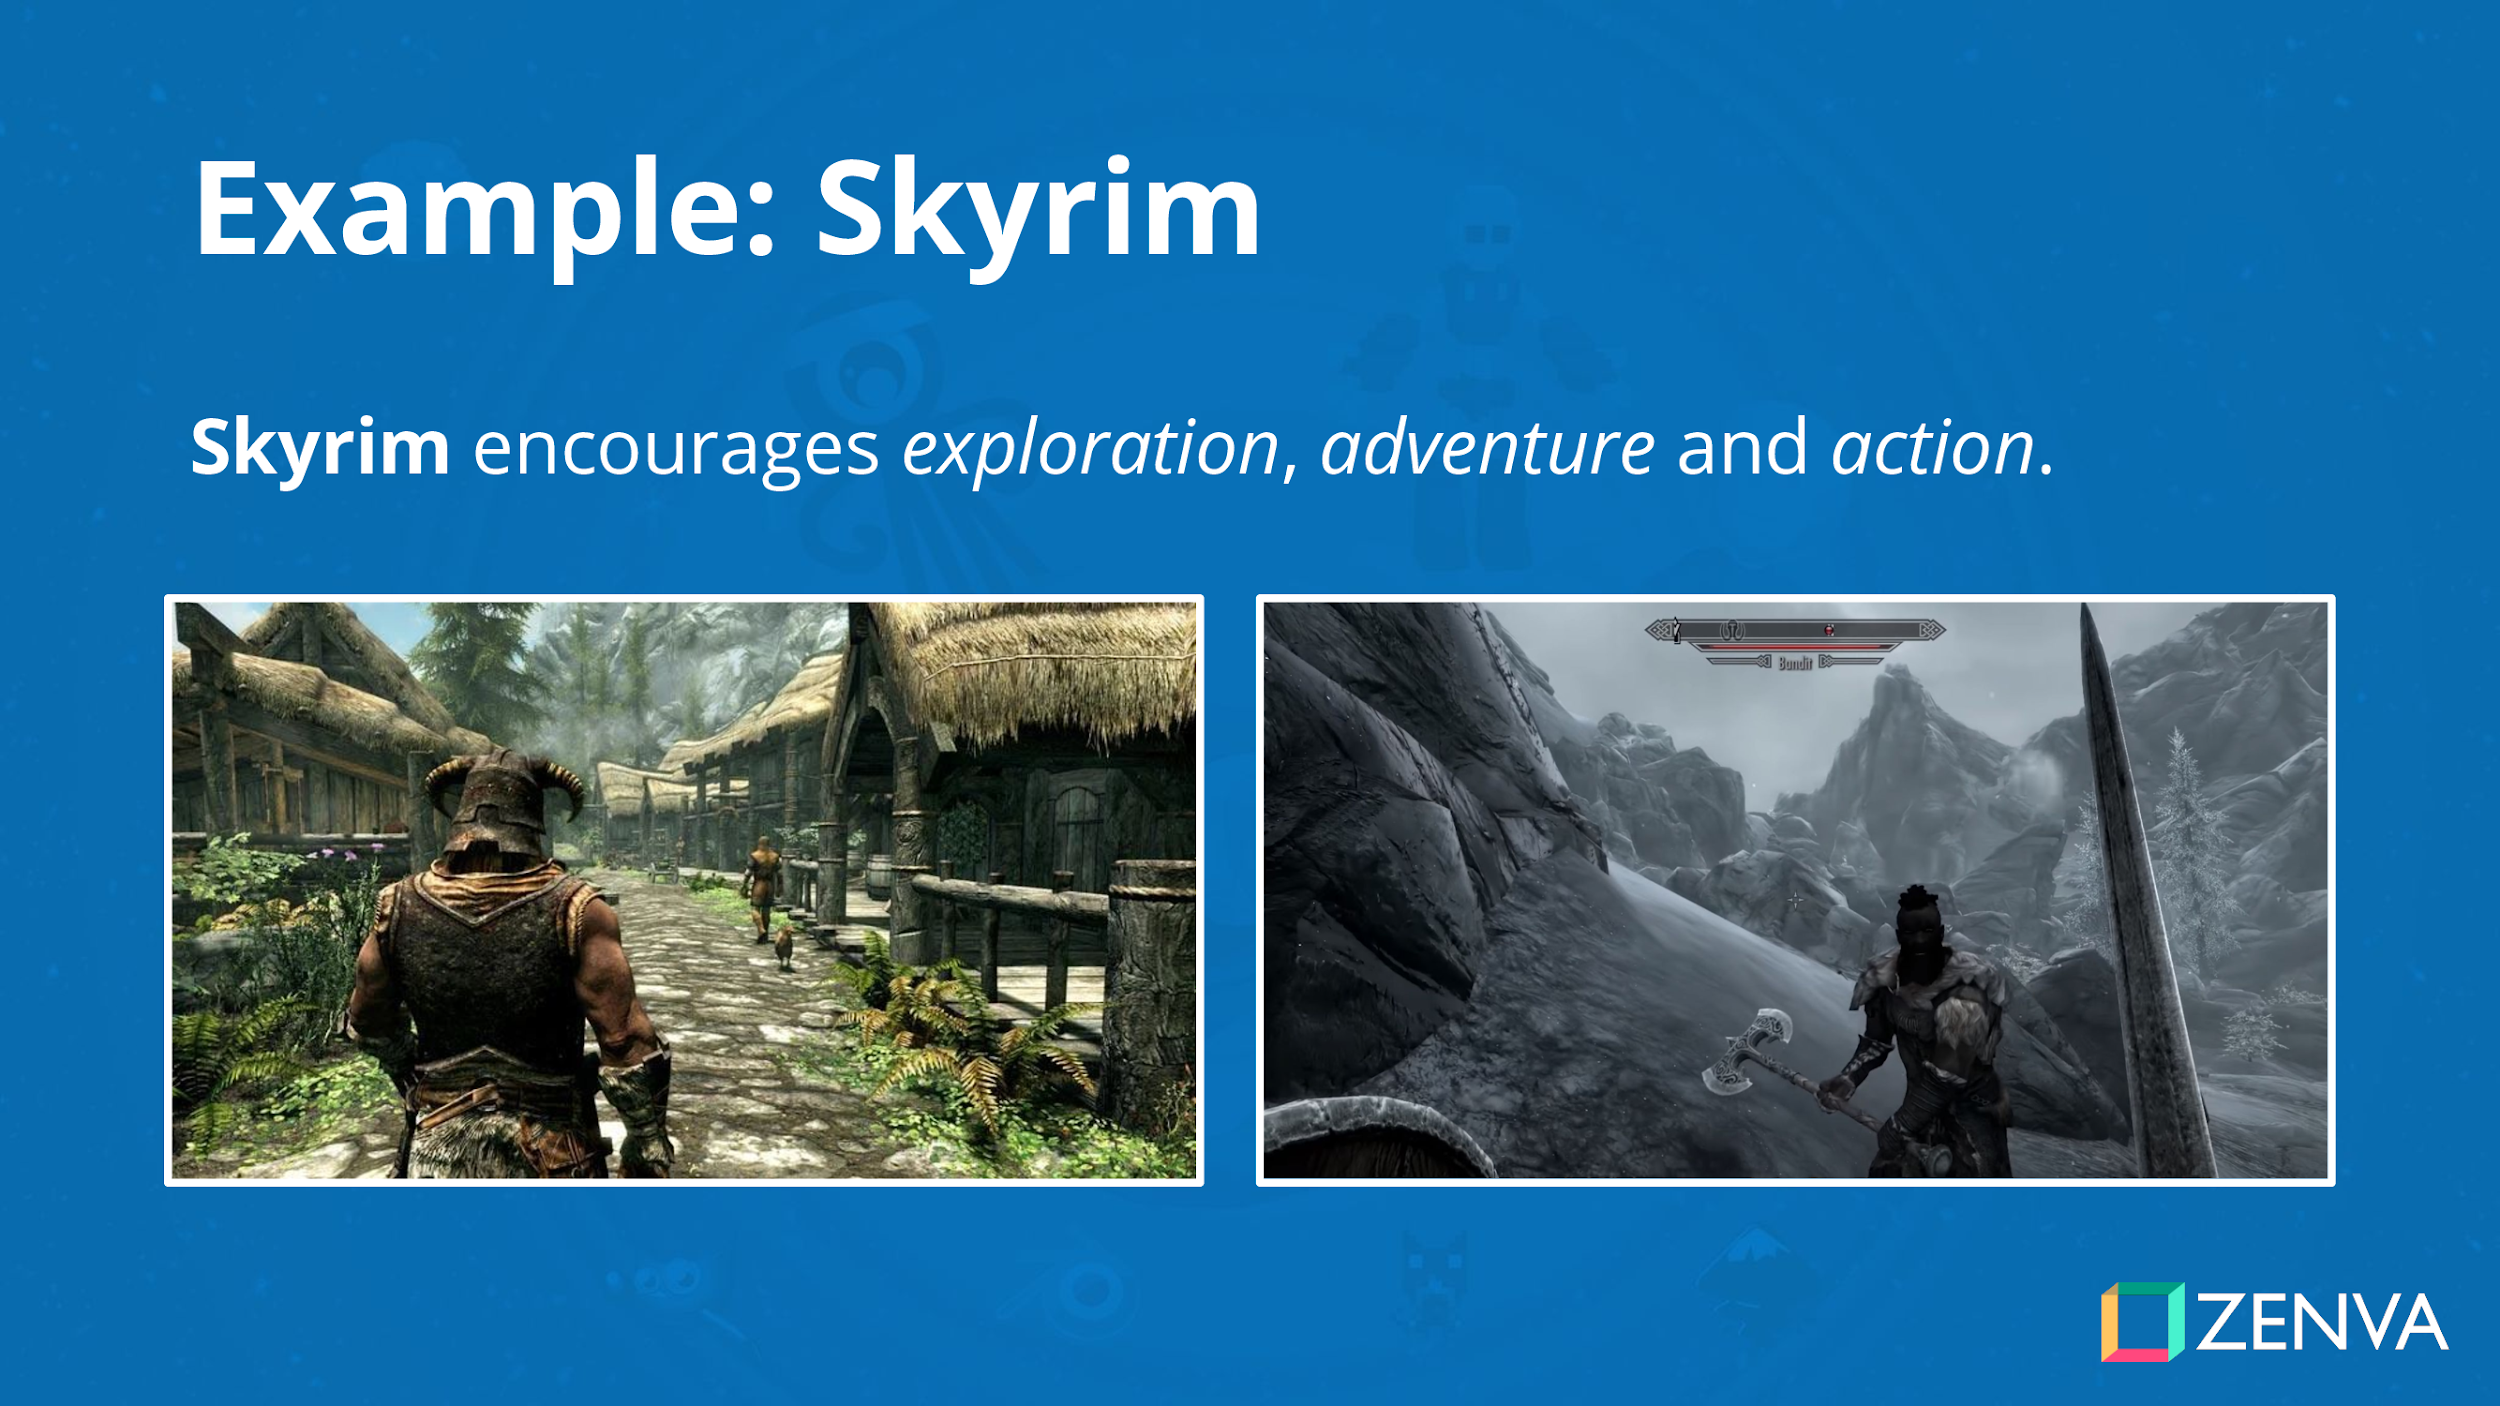 Example: Skyrim
Skyrim encourages exploration, adventure and action.
Bandit
ZENVA